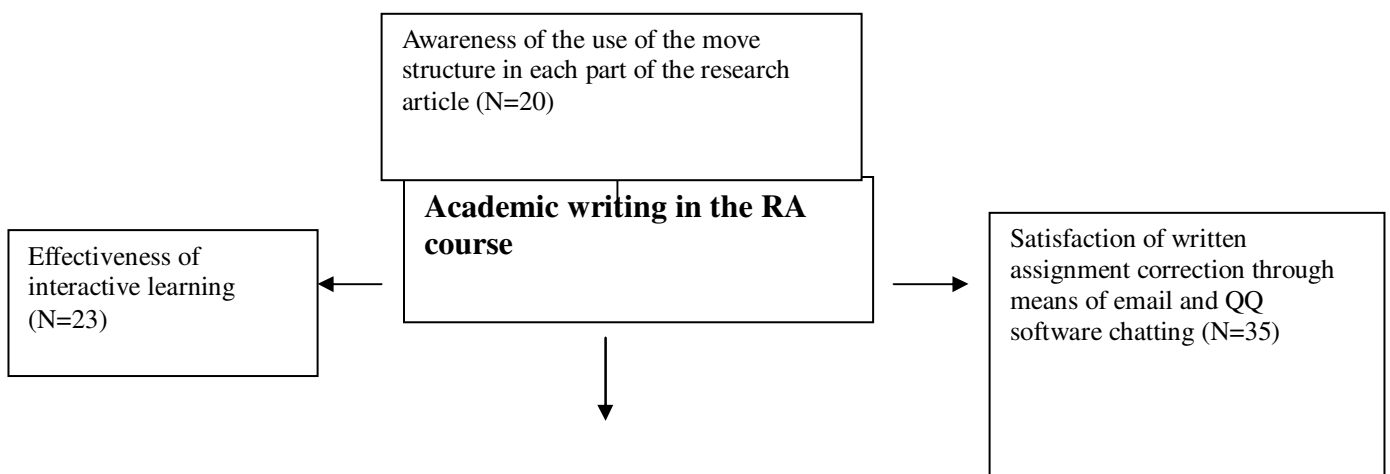 Awareness of the use of the move
structure in each part of the research
article (N=20)
Academic writing in the RA
course
Effectiveness of
interactive learning
(N=23)
Satisfaction of written
assignment correction through
means of email and QQ
software chatting (N=35)